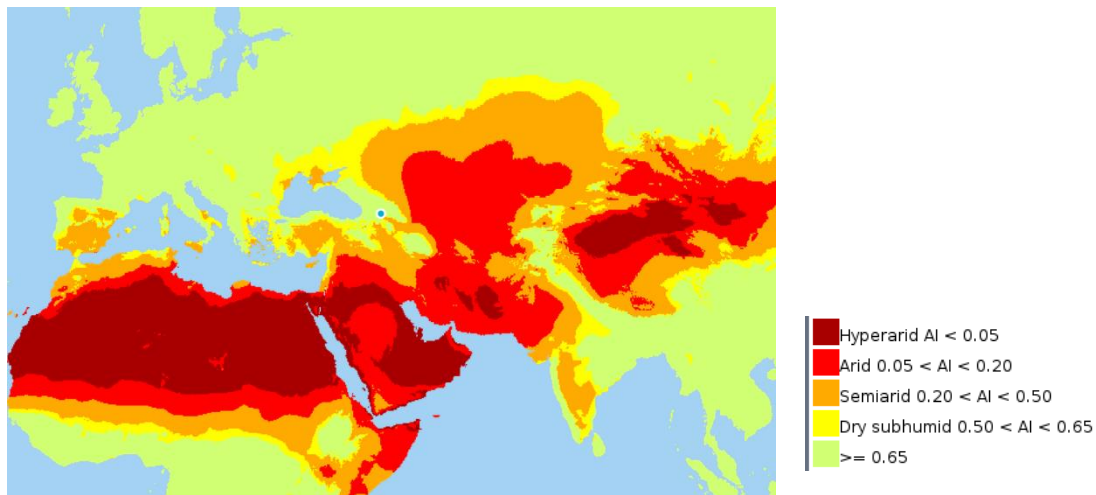 Hyperarid AI < 0.05
Arid 0.05 < AI < 0.20
Semiarid 0.20 < AI < 0.50
Dry subhumid 0.50 < AI < 0.65
>= 0.65